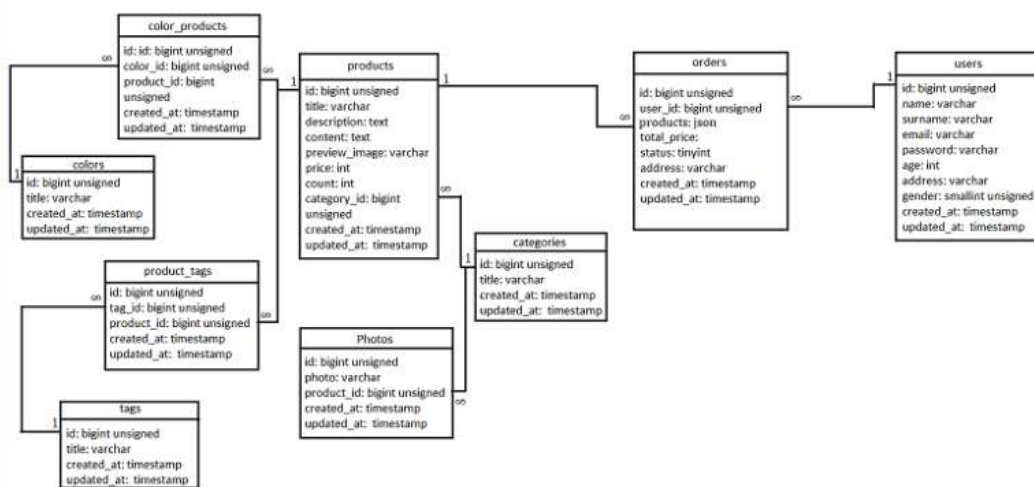 color_products
id: id: bigint unsigned
color_id: bigint unsigned
product_id: bigint
unsigned
created_at: timestamp
updated_at: timestamp
∞
∞
1
colors
id: bigint unsigned
title: varchar
created_at: timestamp
updated_at: timestamp
product_tags
id: bigint unsigned
tag_id: bigint unsigned
product_id: bigint unsigned
created_at: timestamp
updated_at: timestamp
∞
∞
1
tags
id: bigint unsigned
title: varchar
created_at: timestamp
updated_at: timestamp
1
products
1
id: bigint unsigned
title: varchar
description: text
content: text
preview_image: varchar
price: int
count: int
category_id: bigint
unsigned
created_at: timestamp
updated_at: timestamp
∞
1
categories
id: bigint unsigned
title: varchar
created_at: timestamp
updated_at: timestamp
Photos
id: bigint unsigned
photo: varchar
product_id: bigint unsigned
created_at: timestamp
updated_at: timestamp
∞
orders
id: bigint unsigned
user_id: bigint unsigned
products: json
total_price:
status: tinyint
address: varchar
created_at: timestamp
updated_at: timestamp
∞
∞
1
users
id: bigint unsigned
name: varchar
surname: varchar
email: varchar
password: varchar
age: int
address: varchar
gender: smallint unsigned
created_at: timestamp
updated_at: timestamp